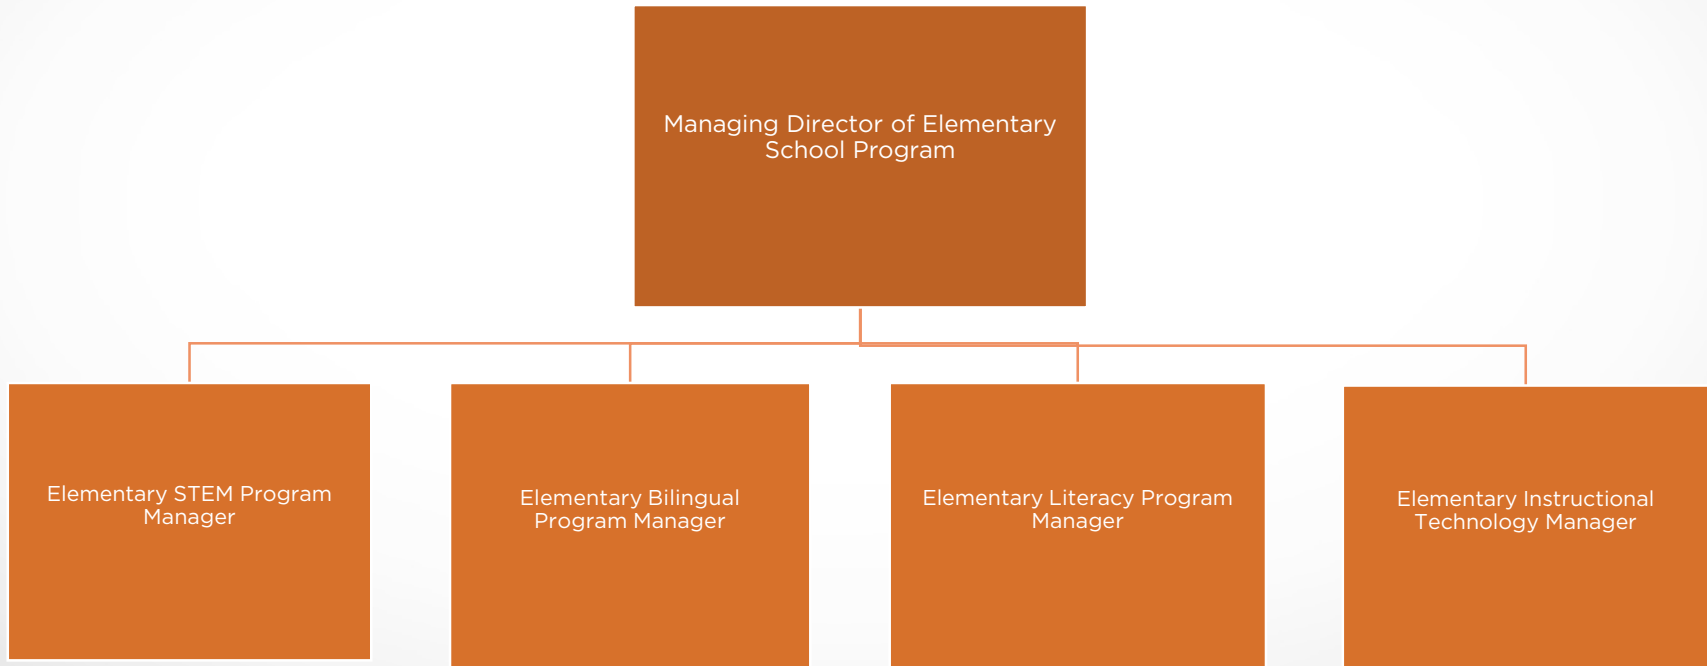 Managing Director of Elementary
School Program
Elementary STEM Program
Manager
Elementary Bilingual
Program Manager
Elementary Literacy Program
Manager
Elementary Instructional
Technology Manager